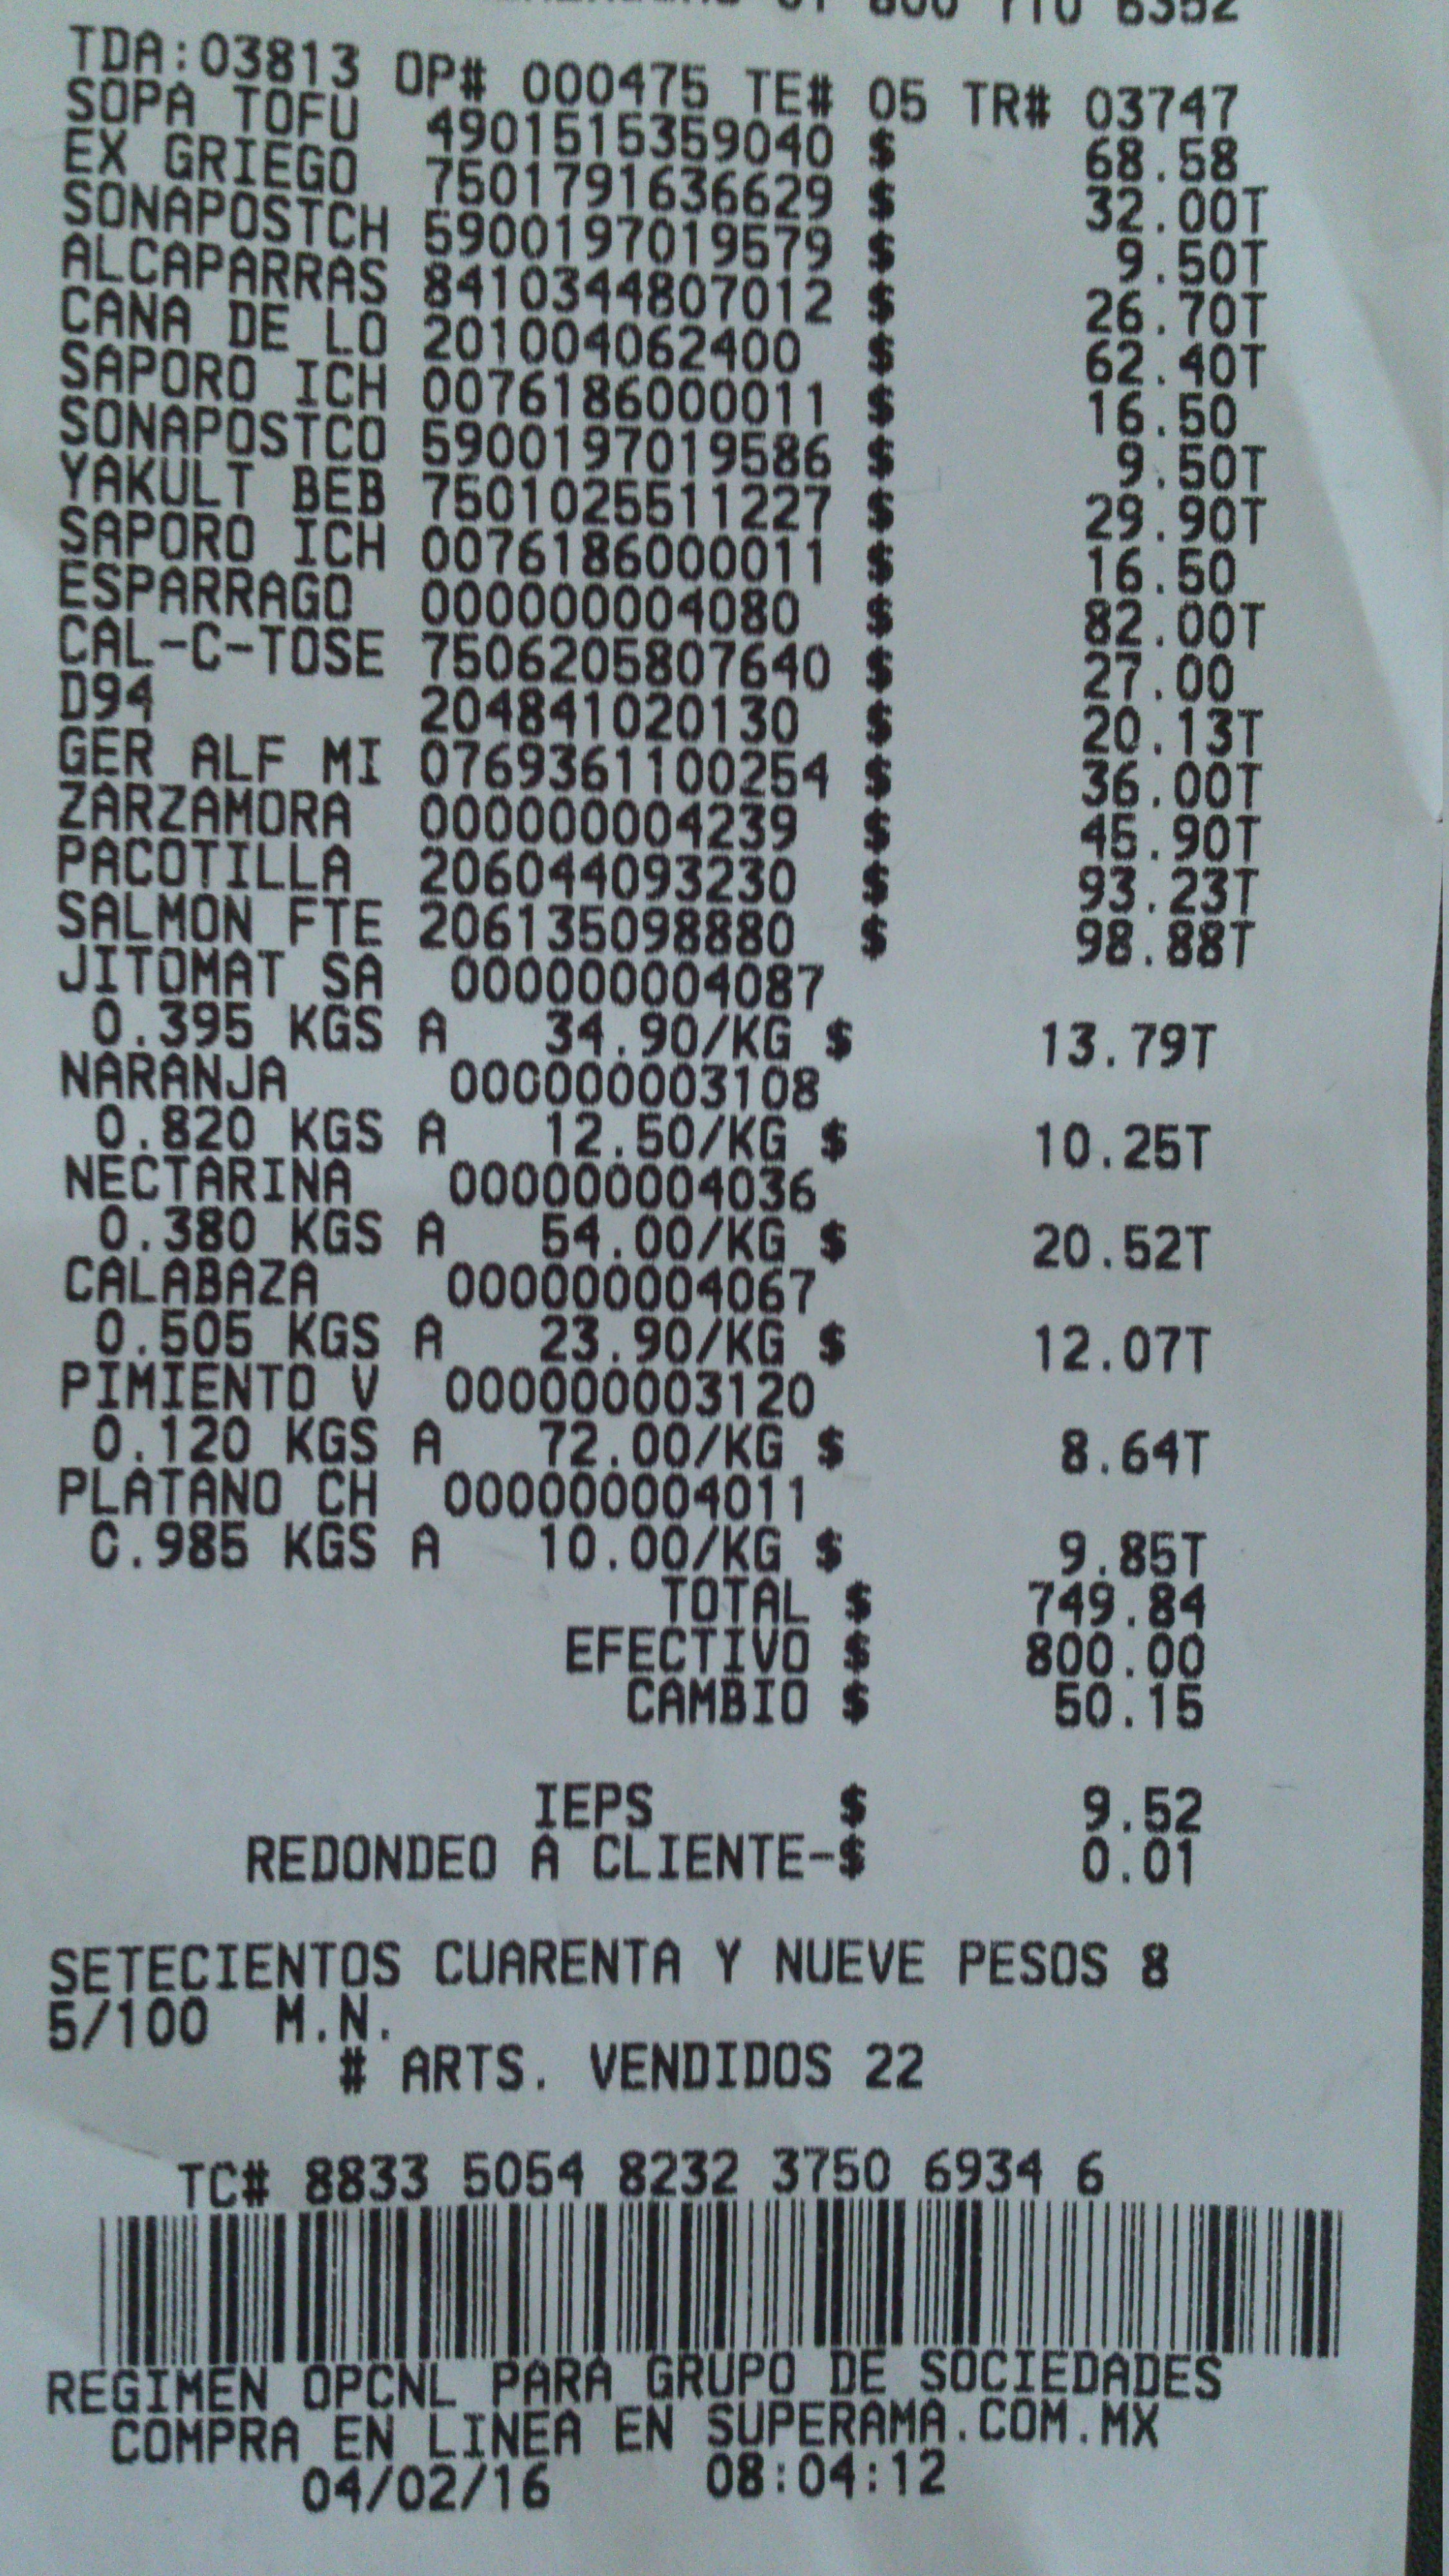 01 800 710 6352
TDA:03813 OP# 000475 TE# 05 TR# 03747
SOPA TOFU 4901515359040 $ 68.58
EX GRIEGO 7501791636629 $ 32.00T
SONAPOSTCH 5900197019579 $ 9.50T
ALCAPARRAS 8410344807012 $ 26.70T
CANA DE LO 201004062400 $ 62.40T
SAPORO ICH 0076186000011 $ 16.50
SONAPOSTCO 5900197019586 $ 9.50T
YAKULT BEB 7501025511227 $ 29.90T
SAPORO ICH 0076186000011 $ 16.50
ESPARRAGO 000000004080 $ 82.00T
CAL-C-TOSE 7506205807640 $ 27.00
D94 204841020130 $ 20.13T
GER ALF MI 0769361100254 $ 36.00T
ZARZAMORA 000000004239 $ 45.90T
PACOTILLA 206044093230 $ 93.23T
SALMON FTE 206135098880 $ 98.88T
JITOMAT SA 000000004087
0.395 KGS A 34.90/KG $ 13.79T
NARANJA 000000003108
0.820 KGS A 12.50/KG $ 10.25T
NECTARINA 000000004036
0.380 KGS A 54.00/KG $ 20.52T
CALABAZA 000000004067
0.505 KGS A 23.90/KG $ 12.07T
PIMIENTO V 000000003120
0.120 KGS A 72.00/KG $ 8.64T
PLATANO CH 000000004011
0.985 KGS A 10.00/KG $ 9.85T
TOTAL $ 749.84
EFECTIVO $ 800.00
CAMBIO $ 50.15
IEPS $ 9.52
REDONDEO A CLIENTE-$ 0.01
SETECIENTOS CUARENTA Y NUEVE PESOS 8
5/100 M.N.
# ARTS. VENDIDOS 22
TC# 8833 5054 8232 3750 6934 6
REGIMEN OPCNL PARA GRUPO DE SOCIEDADES
COMPRA EN LINEA EN SUPERAMA.COM.MX
04/02/16 08:04:12